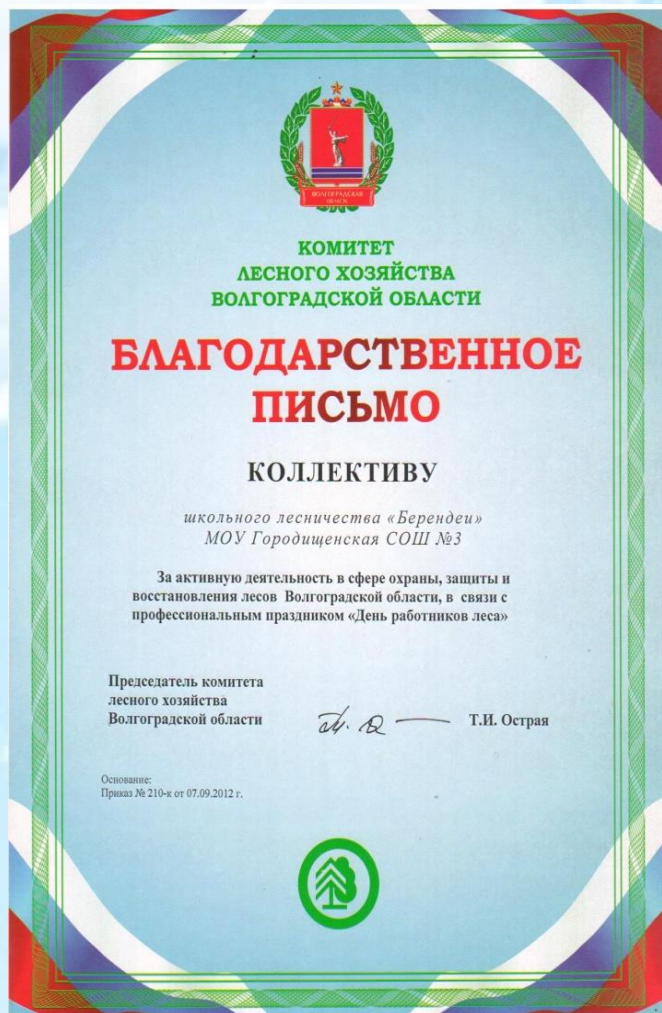 ВОЛГОГРАДСКАЯ
ОБЛАСТЬ
КОМИТЕТ
ЛЕСНОГО ХОЗЯЙСТВА
ВОЛГОГРАДСКОЙ ОБЛАСТИ
БЛАГОДАРСТВЕННОЕ
ПИСЬМО
КОЛЛЕКТИВУ
школьного лесничества «Берендеи»
МОУ Городищенская СОШ №3
За активную деятельность в сфере охраны, защиты и
восстановления лесов Волгоградской области, в связи с
профессиональным праздником «День работников леса»
Председатель комитета
лесного хозяйства
Волгоградской области
Т.И. Острая
Основание:
Приказ № 210-к от 07.09.2012 г.